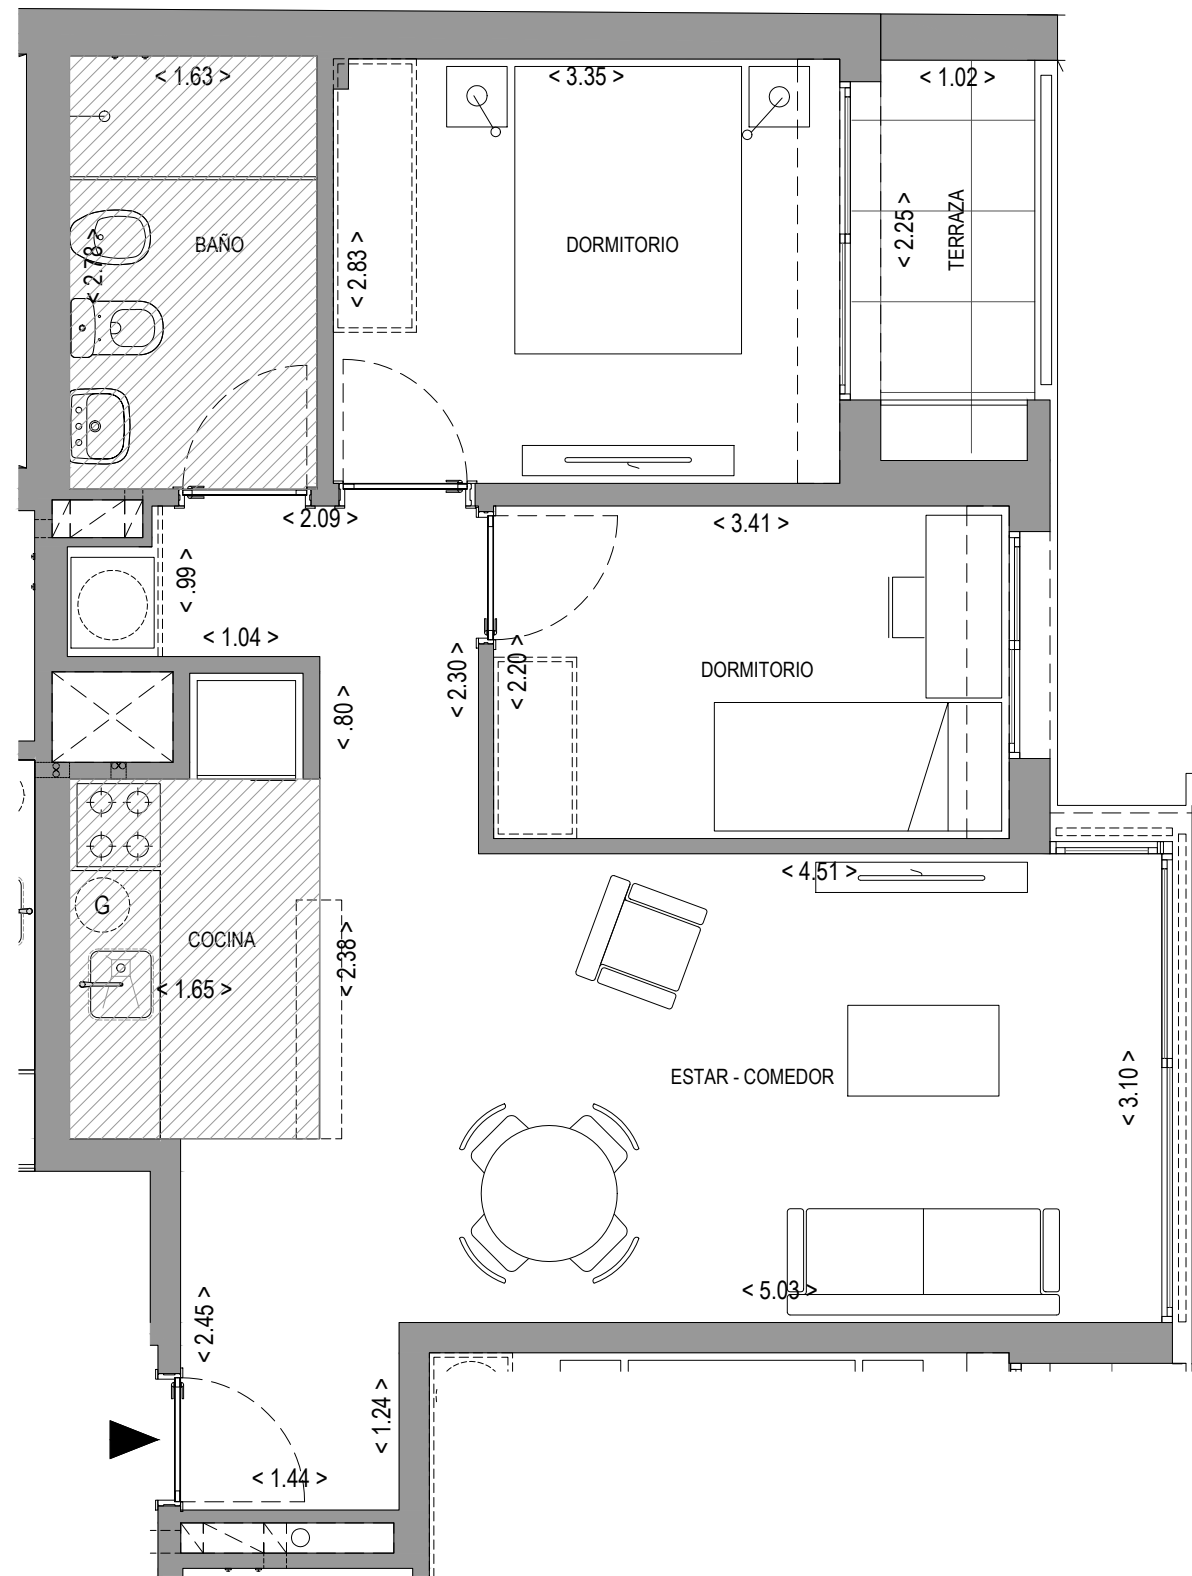 < 1.63 >
< 3.35 >
< 1.02 >
BAÑO
< 2.78 >
< 2.83 >
DORMITORIO
< 2.25 >
TERRAZA
< 2.09 >
< 3.41 >
< .99 >
< 1.04 >
< 2.30 >
< 2.20 >
DORMITORIO
< .80 >
< 4.51 >
G
COCINA
< 2.38 >
< 1.65 >
ESTAR - COMEDOR
< 3.10 >
< 5.03 >
< 2.45 >
< 1.24 >
< 1.44 >